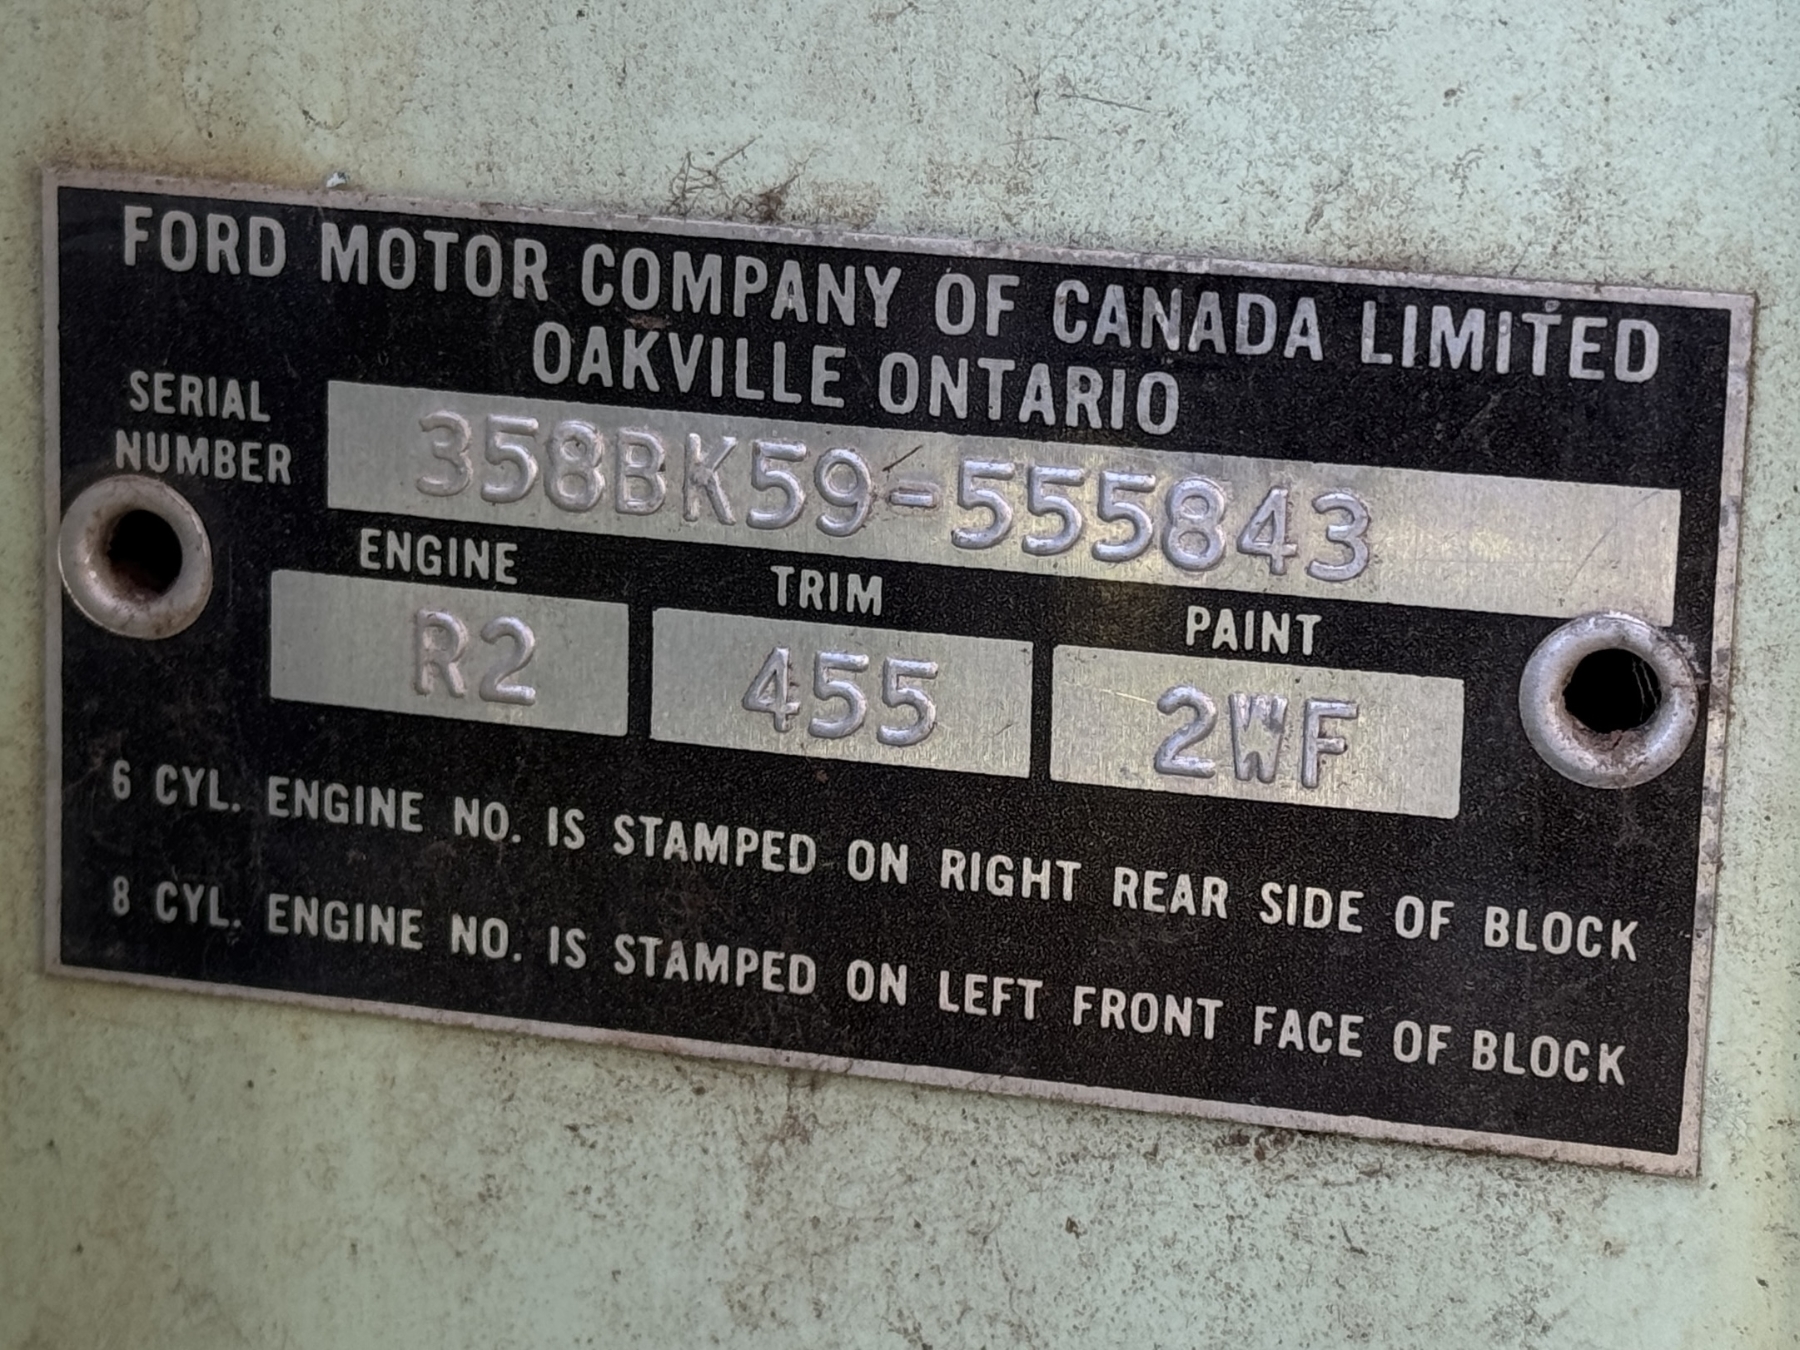 FORD MOTOR COMPANY OF CANADA LIMITED
OAKVILLE ONTARIO
SERIAL NUMBER 358BK59-555843
ENGINE TRIM PAINT
R2 455 2WF
6 CYL. ENGINE NO. IS STAMPED ON RIGHT REAR SIDE OF BLOCK
8 CYL. ENGINE NO. IS STAMPED ON LEFT FRONT FACE OF BLOCK